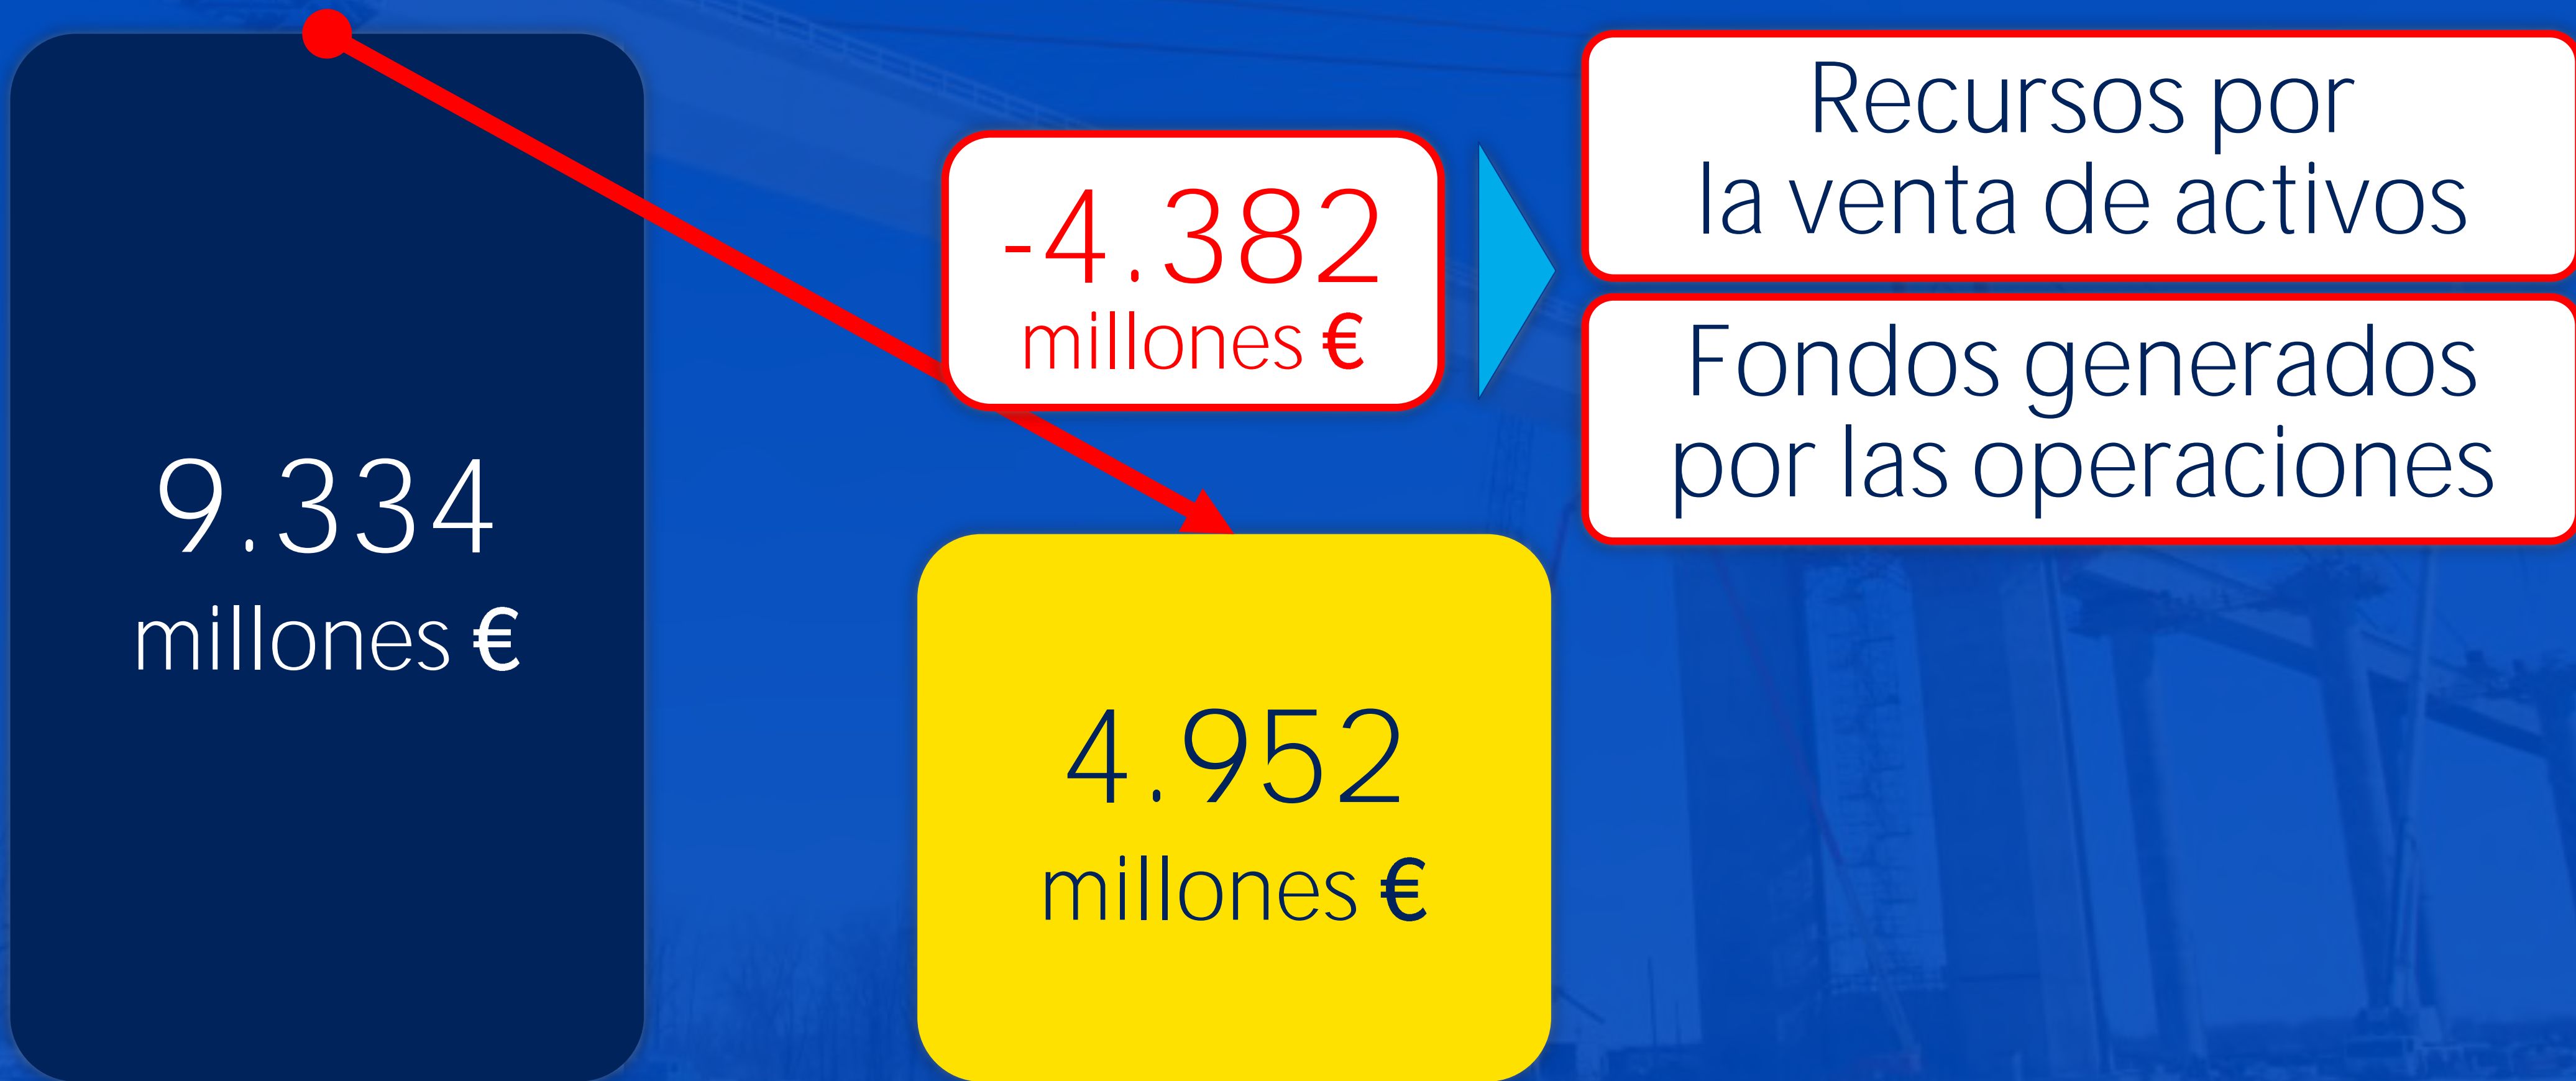 9.334
millones €
-4.382
millones €
4.952
millones €
Recursos por
la venta de activos
Fondos generados
por las operaciones